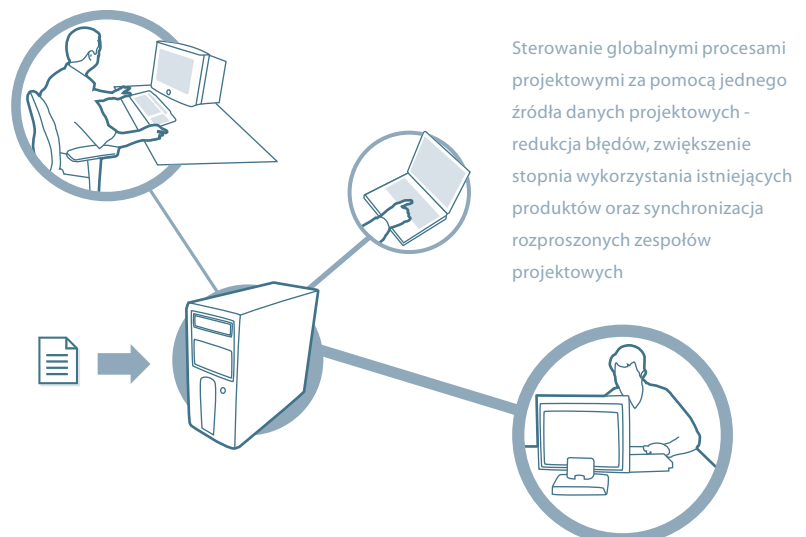 Sterowanie globalnymi procesami
projektowymi za pomocą jednego
źródła danych projektowych -
redukcja błędów, zwiększenie
stopnia wykorzystania istniejących
produktów oraz synchronizacja
rozproszonych zespołów
projektowych